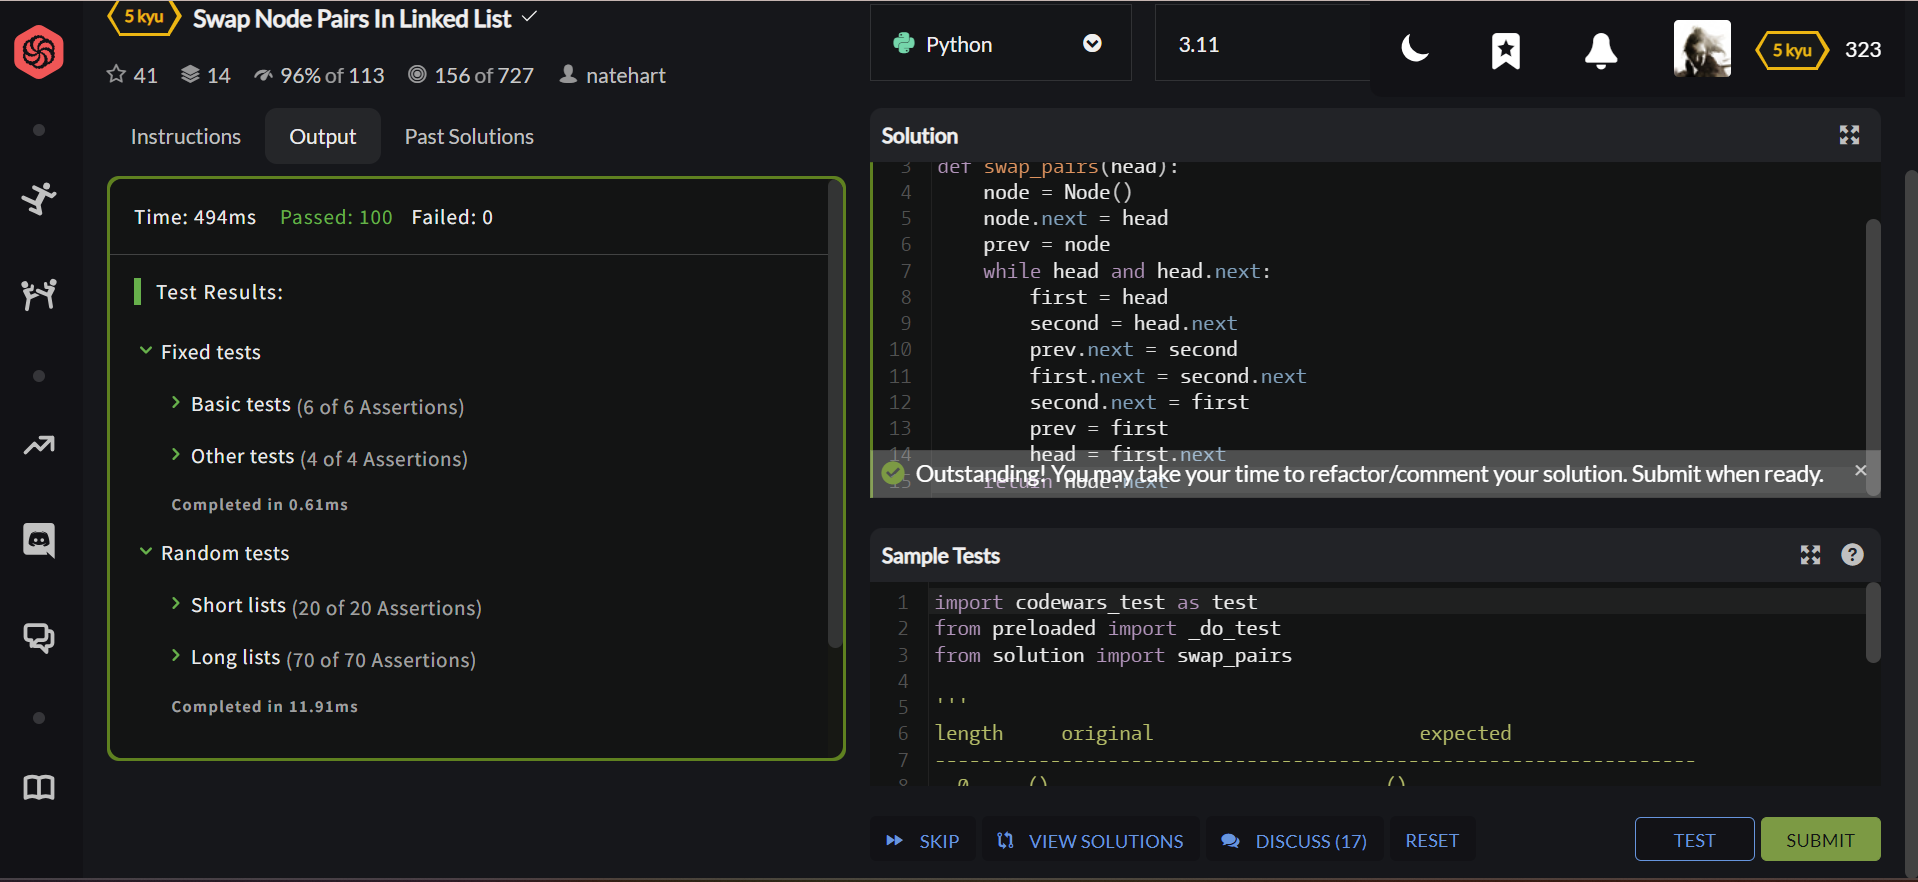 5 kyu Swap Node Pairs In Linked List
41 14 96% of 113 156 of 727 natehart
Instructions Output Past Solutions
Time: 494ms Passed: 100 Failed: 0
Test Results:
Fixed tests
Basic tests (6 of 6 Assertions)
Other tests (4 of 4 Assertions)
Completed in 0.61ms
Random tests
Short lists (20 of 20 Assertions)
Long lists (70 of 70 Assertions)
Completed in 11.91ms
Python 3.11
5 kyu 323
Solution
3 def swap_pairs(head):
4 node = Node()
5 node.next = head
6 prev = node
7 while head and head.next:
8 first = head
9 second = head.next
10 prev.next = second
11 first.next = second.next
12 second.next = first
13 prev = first
14 head = first.next
15 return node.next
Outstanding! You may take your time to refactor/comment your solution. Submit when ready. ×
Sample Tests
?
1 import codewars_test as test
2 from preloaded import _do_test
3 from solution import swap_pairs
4
5 '''
6 length original expected
7 ------------------------------------------------------------------
8 0 () ()
SKIP VIEW SOLUTIONS DISCUSS (17) RESET TEST SUBMIT